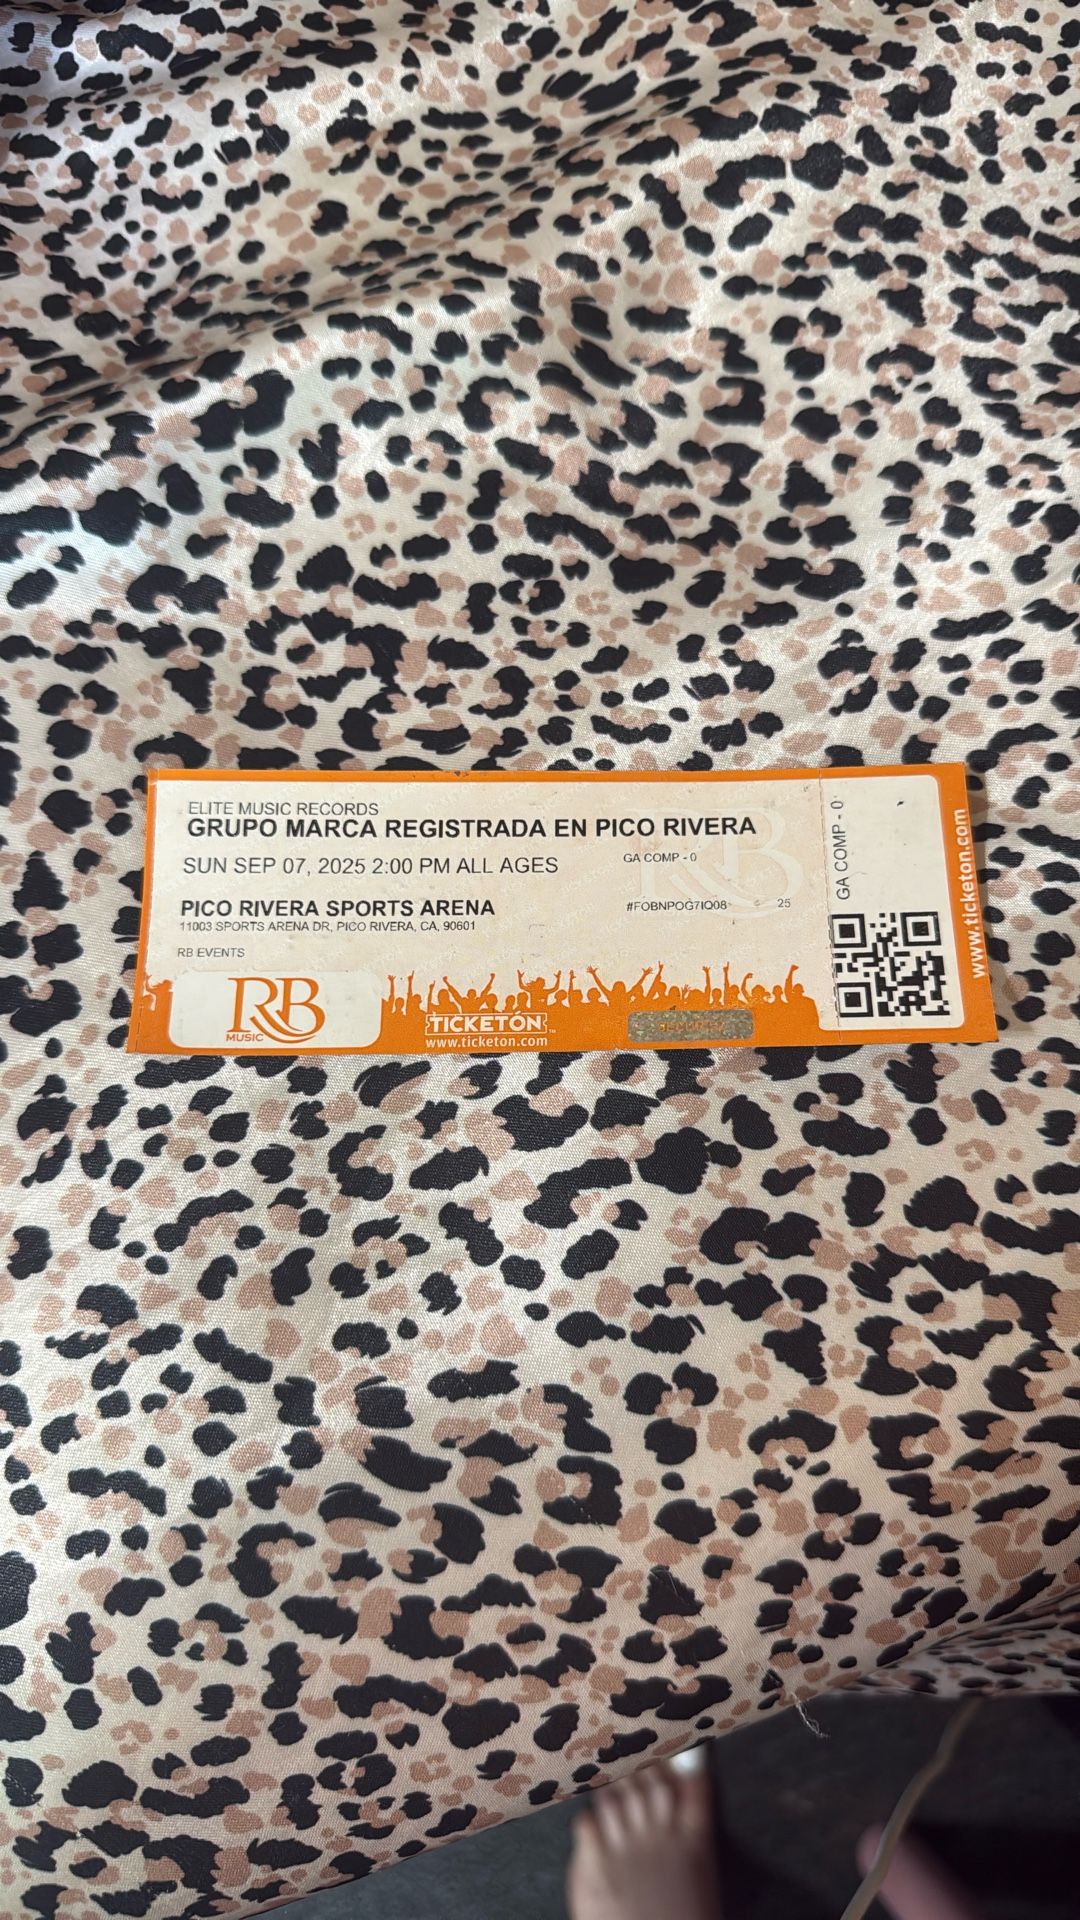 ELITE MUSIC RECORDS
GRUPO MARCA REGISTRADA EN PICO RIVERA
SUN SEP 07, 2025 2:00 PM ALL AGES
GA COMP - 0
PICO RIVERA SPORTS ARENA
#FOBNPOG7IQ08 25
11003 SPORTS ARENA DR, PICO RIVERA, CA, 90601
RB EVENTS
RB
MUSIC
TICKETÓN
www.ticketon.com
SECURITY
GA COMP - 0
www.ticketon.com
RB